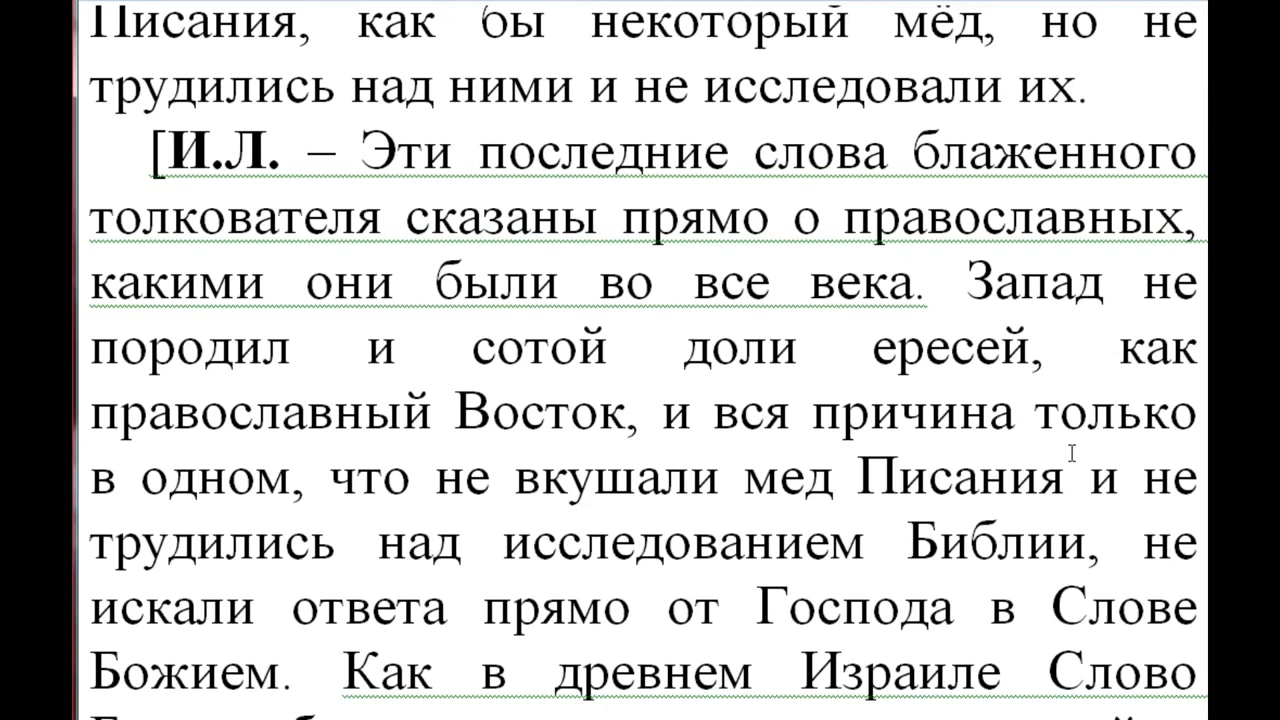 Писания, как бы некоторый мёд, но не
трудились над ними и не исследовали их.
[И.Л. – Эти последние слова блаженного
толкователя сказаны прямо о православных,
какими они были во все века. Запад не
породил и сотой доли ересей, как
православный Восток, и вся причина только
в одном, что не вкушали мед Писания и не
трудились над исследованием Библии, не
искали ответа прямо от Господа в Слове
Божием. Как в древнем Израиле Слово